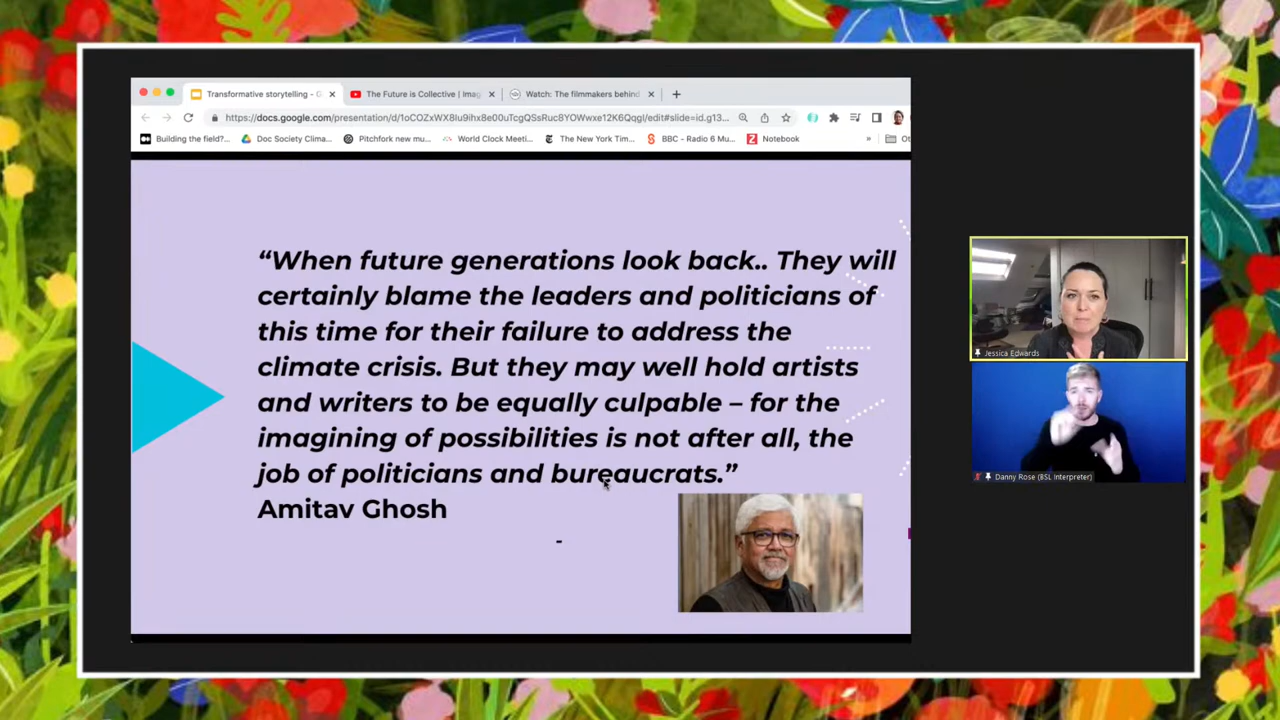 Transformative storytelling - G
The Future is Collective | Imag
Watch: The filmmakers behind
https://docs.google.com/presentation/d/1oCOZxWX8Iu9ihx8e00uTcgQSsRuc8YOWwxe12K6QqgI/edit#slide=id.g13...
Building the field?...
Doc Society Clima...
Pitchfork new mu...
World Clock Meeti...
The New York Tim...
BBC - Radio 6 Mu...
Notebook
“When future generations look back.. They will
certainly blame the leaders and politicians of
this time for their failure to address the
climate crisis. But they may well hold artists
and writers to be equally culpable – for the
imagining of possibilities is not after all, the
job of politicians and bureaucrats.”
Amitav Ghosh
-
Jessica Edwards
Danny Rose (BSL Interpreter)